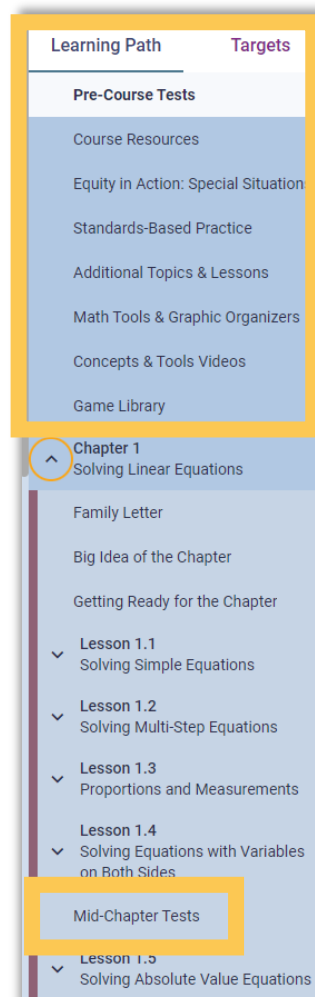 Learning Path Targets
Pre-Course Tests
Course Resources
Equity in Action: Special Situation
Standards-Based Practice
Additional Topics & Lessons
Math Tools & Graphic Organizers
Concepts & Tools Videos
Game Library
Chapter 1
Solving Linear Equations
Family Letter
Big Idea of the Chapter
Getting Ready for the Chapter
Lesson 1.1
Solving Simple Equations
Lesson 1.2
Solving Multi-Step Equations
Lesson 1.3
Proportions and Measurements
Lesson 1.4
Solving Equations with Variables
on Both Sides
Mid-Chapter Tests
Lesson 1.5
Solving Absolute Value Equations